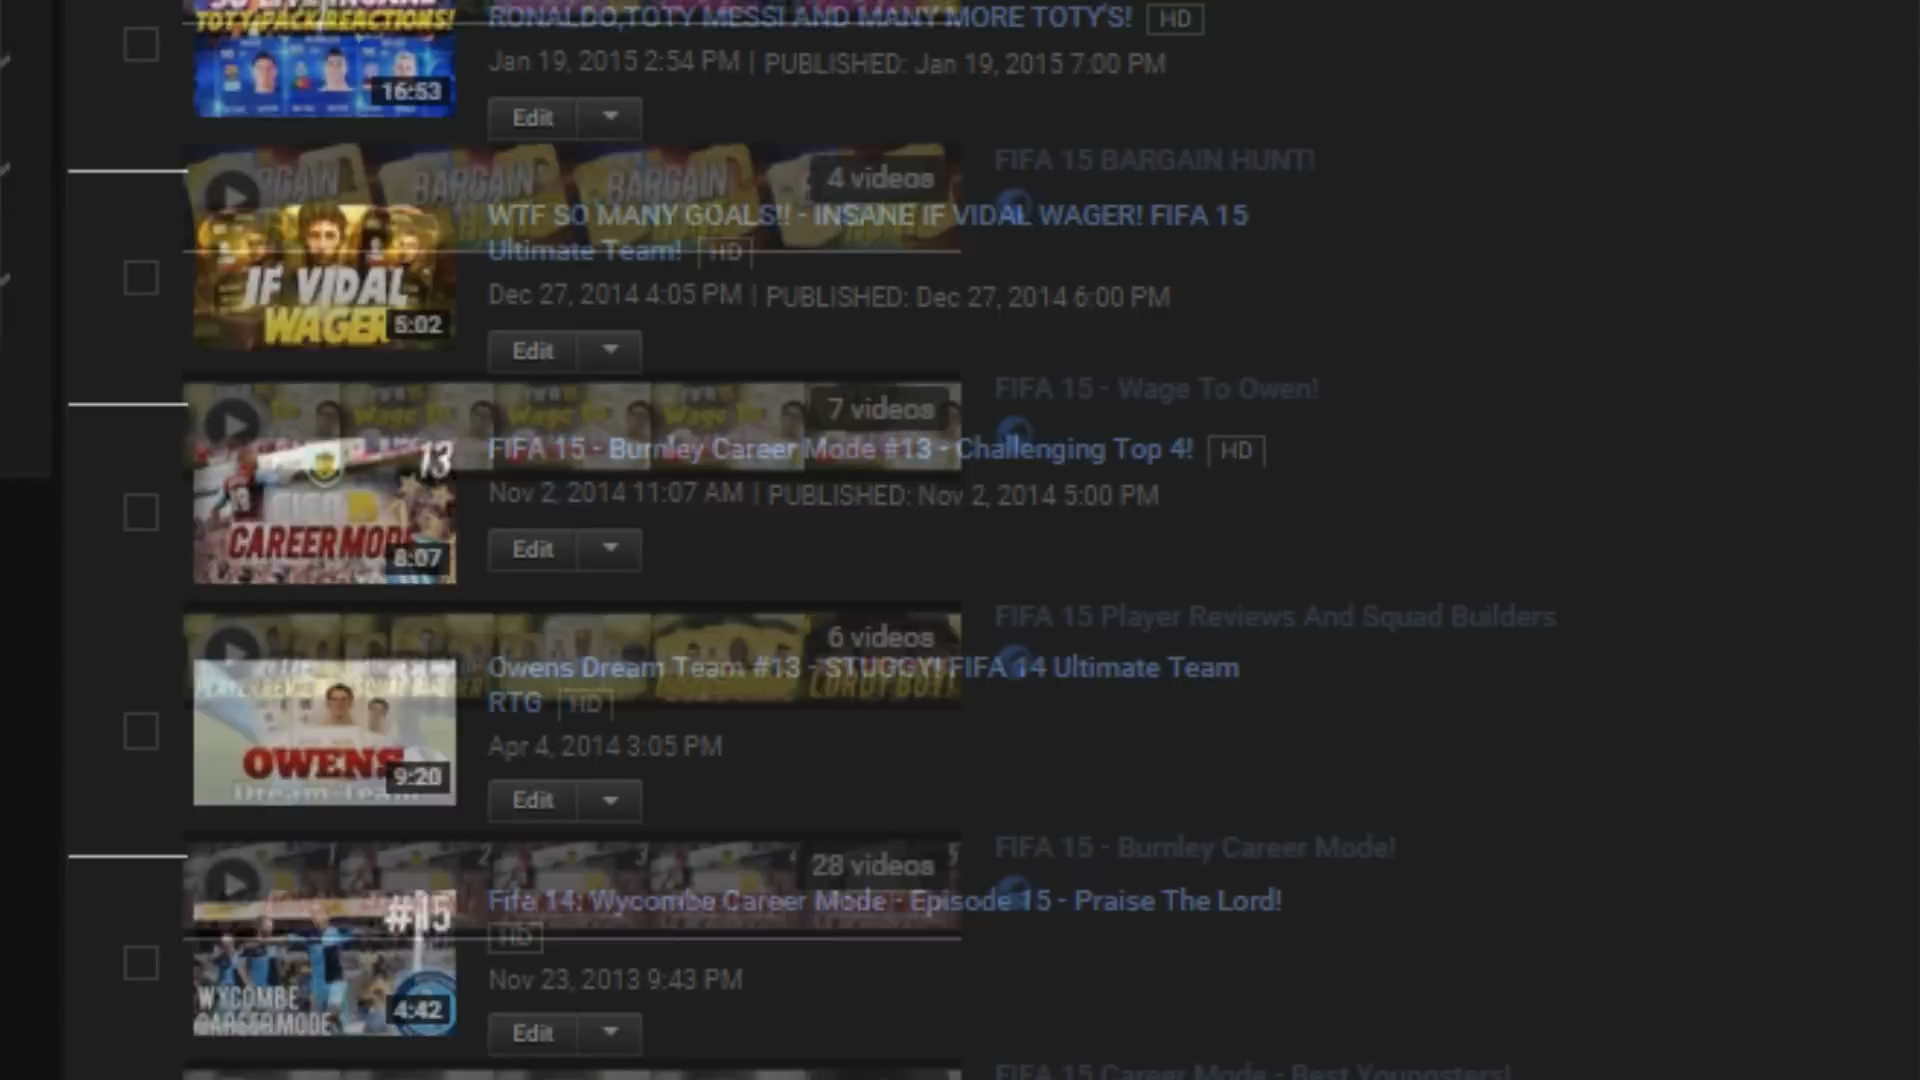 TOTY PACK REACTIONS!
RONALDO,TOTY MESSI AND MANY MORE TOTY'S! HD
Jan 19, 2015 2:54 PM | PUBLISHED: Jan 19, 2015 7:00 PM
16:53
Edit
BARGAIN BARGAIN
4 videos
FIFA 15 BARGAIN HUNT!
WTF SO MANY GOALS!! - INSANE IF VIDAL WAGER! FIFA 15
Ultimate Team! HD
IF VIDAL
WAGER
5:02
Dec 27, 2014 4:05 PM | PUBLISHED: Dec 27, 2014 6:00 PM
Edit
7 videos
FIFA 15 - Wage To Owen!
13
FIFA 15 - Burnley Career Mode #13 - Challenging Top 4! HD
Nov 2, 2014 11:07 AM | PUBLISHED: Nov 2, 2014 5:00 PM
CAREER MODE
8:07
Edit
6 videos
FIFA 15 Player Reviews And Squad Builders
Owens Dream Team #13 - STUGGY! FIFA 14 Ultimate Team
RTG HD
Apr 4, 2014 3:05 PM
OWENS
Dream Team
9:20
Edit
28 videos
FIFA 15 - Burnley Career Mode!
#15
Fifa 14: Wycombe Career Mode - Episode 15 - Praise The Lord!
HD
Nov 23, 2013 9:43 PM
WYCOMBE
CAREER MODE
4:42
Edit
FIFA 15 Career Mode - Best Youngsters!